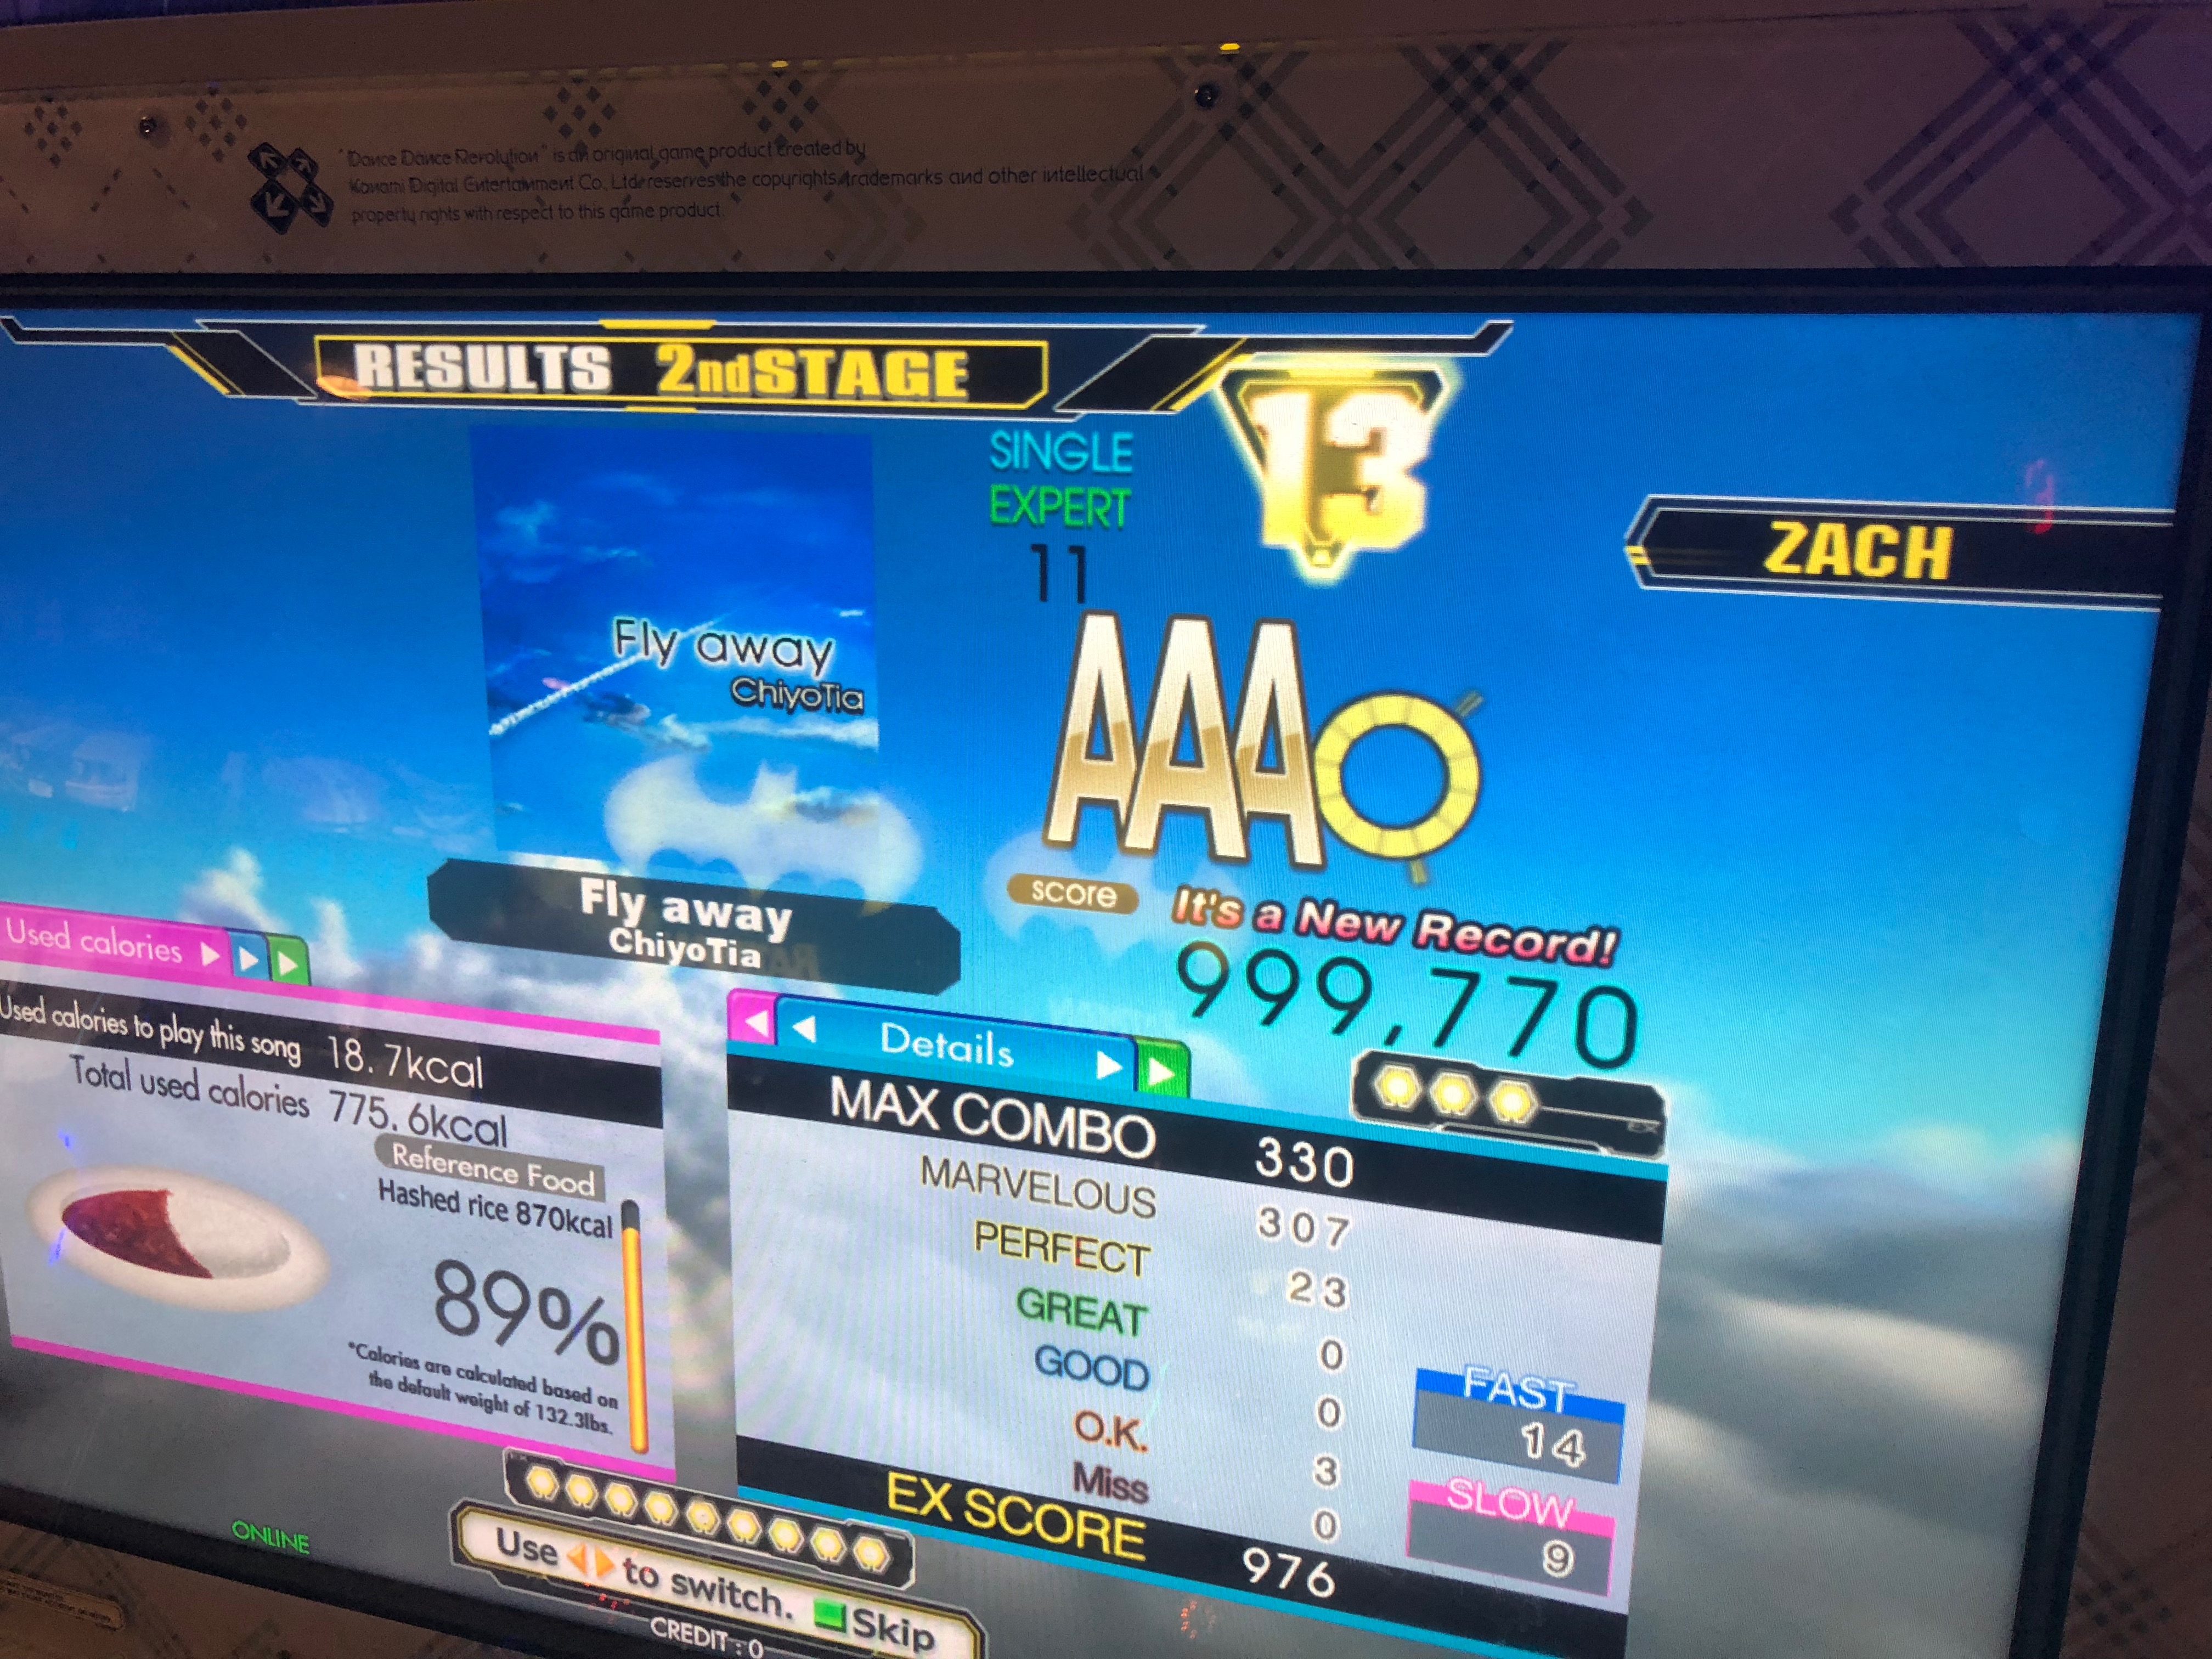 "Dance Dance Revolution" is an original game product created by
Konami Digital Entertainment Co., Ltd. reserves the copyrights, trademarks and other intellectual
property rights with respect to this game product.
RESULTS 2ndSTAGE
13
SINGLE
EXPERT
11
ZACH
Fly away
ChiyoTia
AAA
Fly away
ChiyoTia
score
It's a New Record!
999,770
Used calories
Used calories to play this song 18.7kcal
Total used calories 775.6kcal
Reference Food
Hashed rice 870kcal
89%
*Calories are calculated based on
the default weight of 132.3lbs.
Details
EX
MAX COMBO 330
MARVELOUS 307
PERFECT 23
GREAT 0
GOOD 0
O.K. 3
Miss 0
EX SCORE 976
FAST
14
SLOW
9
EX
ONLINE
Use to switch. Skip
CREDIT : 0